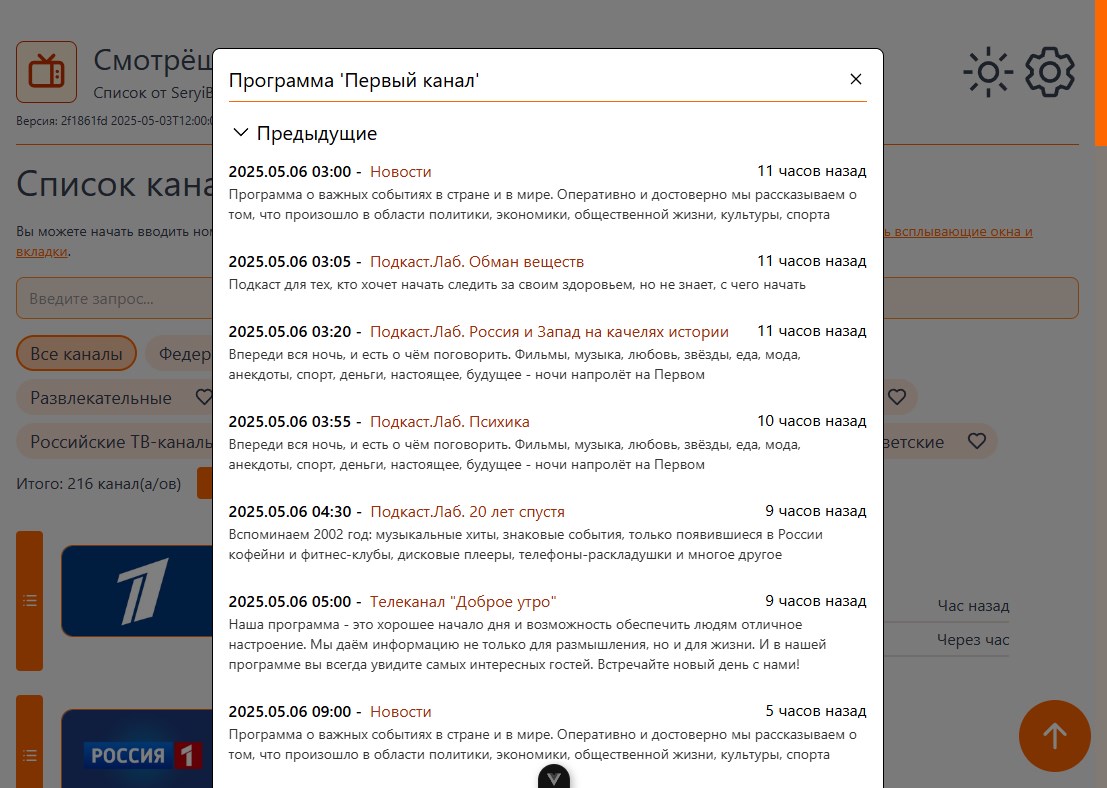 Смотрёш
Список от SeryiB
Версия: 2f1861fd 2025-05-03T12:00:0
Список кана
Вы можете начать вводить ном
ь всплывающие окна и
вкладки.
Введите запрос...
Все каналы
Федер
Развлекательные
Российские ТВ-каналь
ветские
Итого: 216 канал(а/ов)
Программа 'Первый канал'
Предыдущие
2025.05.06 03:00 - Новости 11 часов назад
Программа о важных событиях в стране и в мире. Оперативно и достоверно мы рассказываем о
том, что произошло в области политики, экономики, общественной жизни, культуры, спорта
2025.05.06 03:05 - Подкаст.Лаб. Обман веществ 11 часов назад
Подкаст для тех, кто хочет начать следить за своим здоровьем, но не знает, с чего начать
2025.05.06 03:20 - Подкаст.Лаб. Россия и Запад на качелях истории 11 часов назад
Впереди вся ночь, и есть о чём поговорить. Фильмы, музыка, любовь, звёзды, еда, мода,
анекдоты, спорт, деньги, настоящее, будущее - ночи напролёт на Первом
2025.05.06 03:55 - Подкаст.Лаб. Психика 10 часов назад
Впереди вся ночь, и есть о чём поговорить. Фильмы, музыка, любовь, звёзды, еда, мода,
анекдоты, спорт, деньги, настоящее, будущее - ночи напролёт на Первом
2025.05.06 04:30 - Подкаст.Лаб. 20 лет спустя 9 часов назад
Вспоминаем 2002 год: музыкальные хиты, знаковые события, только появившиеся в России
кофейни и фитнес-клубы, дисковые плееры, телефоны-раскладушки и многое другое
2025.05.06 05:00 - Телеканал "Доброе утро" 9 часов назад
Наша программа - это хорошее начало дня и возможность обеспечить людям отличное
настроение. Мы даём информацию не только для размышления, но и для жизни. И в нашей
программе вы всегда увидите самых интересных гостей. Встречайте новый день с нами!
2025.05.06 09:00 - Новости 5 часов назад
Программа о важных событиях в стране и в мире. Оперативно и достоверно мы рассказываем о
том, что произошло в области политики, экономики, общественной жизни, культуры, спорта
1
Час назад
Через час
РОССИЯ 1